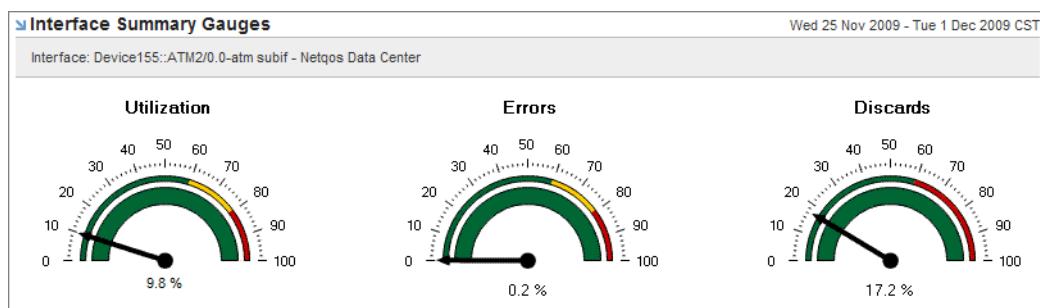 Interface Summary Gauges Wed 25 Nov 2009 - Tue 1 Dec 2009 CST
Interface: Device155::ATM2/0.0-atm subif - Netqos Data Center
Utilization
0 10 20 30 40 50 60 70 80 90 100
9.8 %
Errors
0 10 20 30 40 50 60 70 80 90 100
0.2 %
Discards
0 10 20 30 40 50 60 70 80 90 100
17.2 %